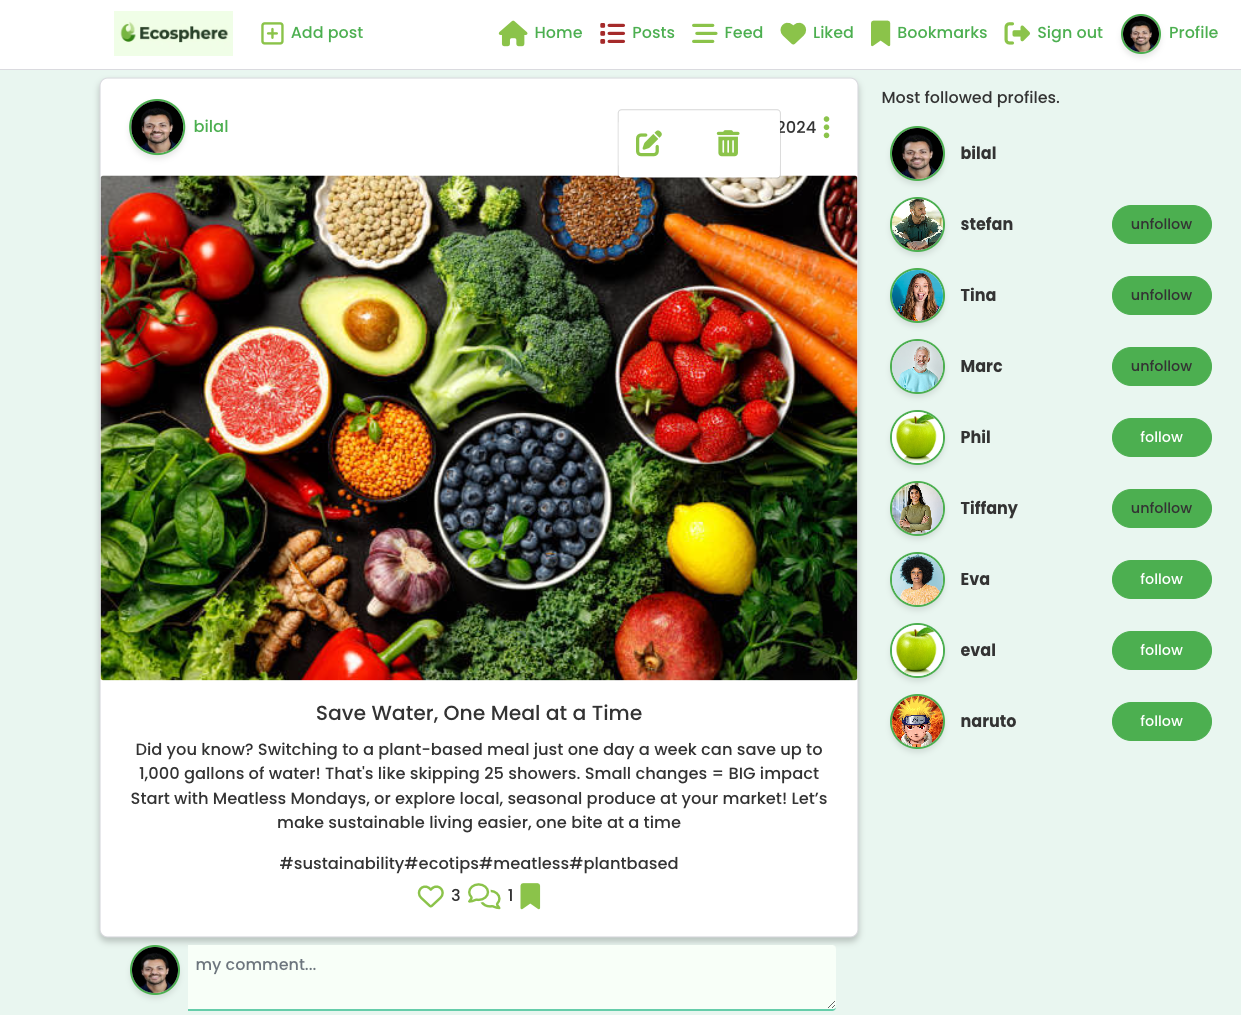 Ecosphere
Add post
Home
Posts
Feed
Liked
Bookmarks
Sign out
Profile
bilal
2024
Save Water, One Meal at a Time
Did you know? Switching to a plant-based meal just one day a week can save up to
1,000 gallons of water! That's like skipping 25 showers. Small changes = BIG impact
Start with Meatless Mondays, or explore local, seasonal produce at your market! Let’s
make sustainable living easier, one bite at a time
#sustainability#ecotips#meatless#plantbased
3
1
my comment...
Most followed profiles.
bilal
stefan
unfollow
Tina
unfollow
Marc
unfollow
Phil
follow
Tiffany
unfollow
Eva
follow
eval
follow
naruto
follow